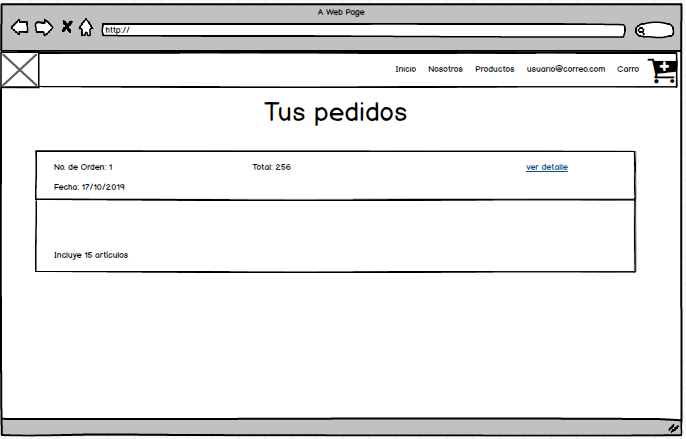 A Web Page
http://
Inicio Nosotros Productos usuario@correo.com Carro
Tus pedidos
No. de Orden: 1 Total: 256 ver detalle
Fecha: 17/10/2019
Incluye 15 artículos